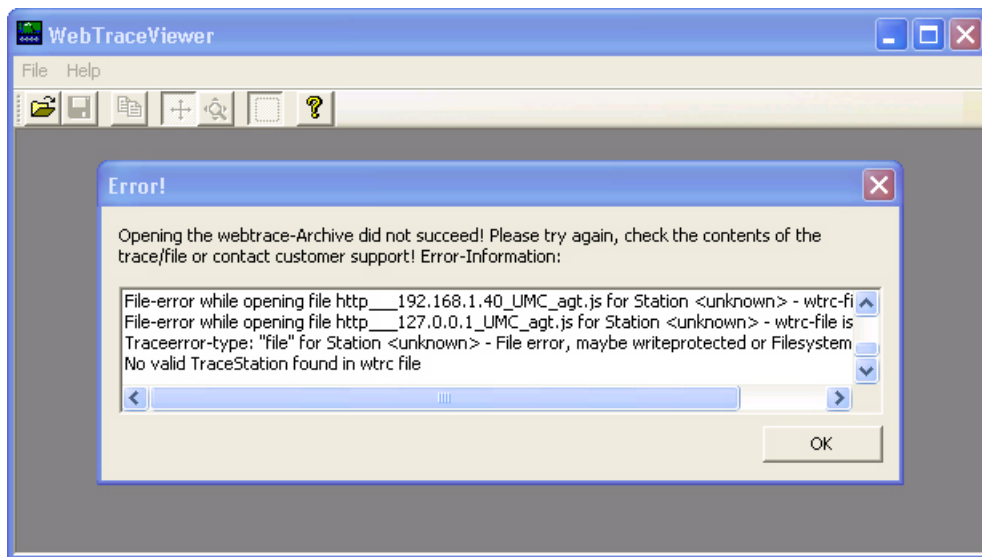 WebTraceViewer
File Help
Error!
Opening the webtrace-Archive did not succeed! Please try again, check the contents of the
trace/file or contact customer support! Error-Information:
File-error while opening file http___192.168.1.40_UMC_agt.js for Station <unknown> - wtrc-fi
File-error while opening file http___127.0.0.1_UMC_agt.js for Station <unknown> - wtrc-file is
Traceerror-type: "file" for Station <unknown> - File error, maybe writeprotected or Filesystem
No valid TraceStation found in wtrc file
OK